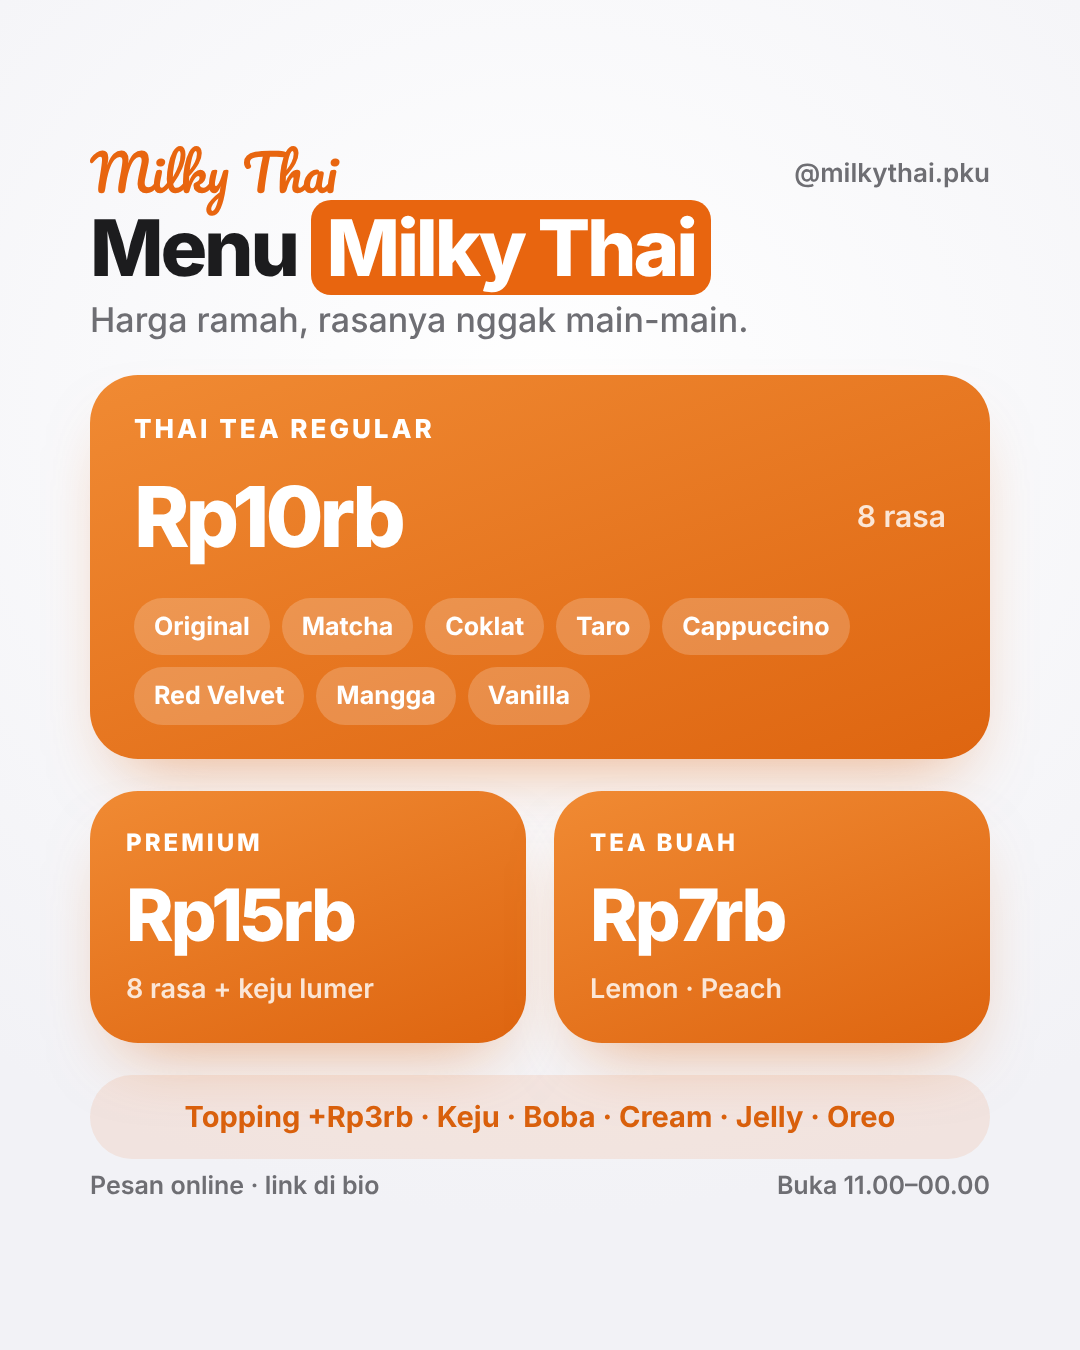 Milky Thai
@milkythai.pku
Menu Milky Thai
Harga ramah, rasanya nggak main-main.
THAI TEA REGULAR
Rp10rb
8 rasa
Original Matcha Coklat Taro Cappuccino
Red Velvet Mangga Vanilla
PREMIUM
Rp15rb
8 rasa + keju lumer
TEA BUAH
Rp7rb
Lemon · Peach
Topping +Rp3rb · Keju · Boba · Cream · Jelly · Oreo
Pesan online · link di bio
Buka 11.00–00.00